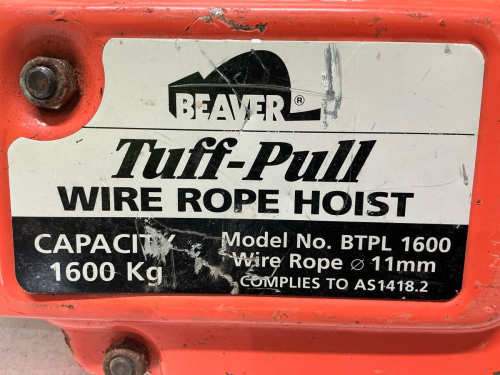 BEAVER®
Tuff-Pull
WIRE ROPE HOIST
CAPACITY
1600 Kg
Model No. BTPL 1600
Wire Rope ⌀ 11mm
COMPLIES TO AS1418.2